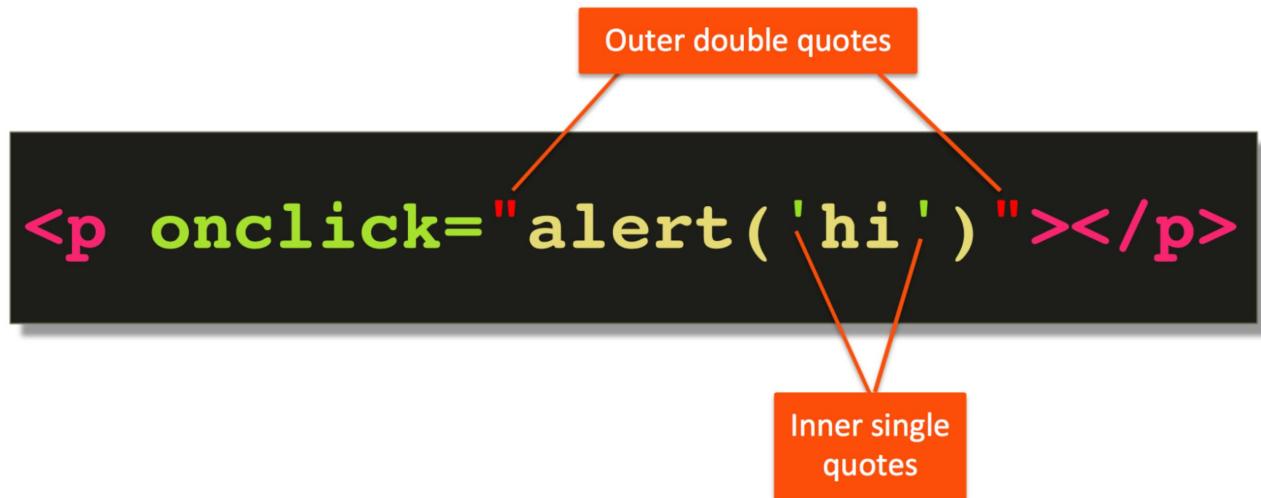 Outer double quotes
<p onclick="alert('hi')"></p>
Inner single
quotes